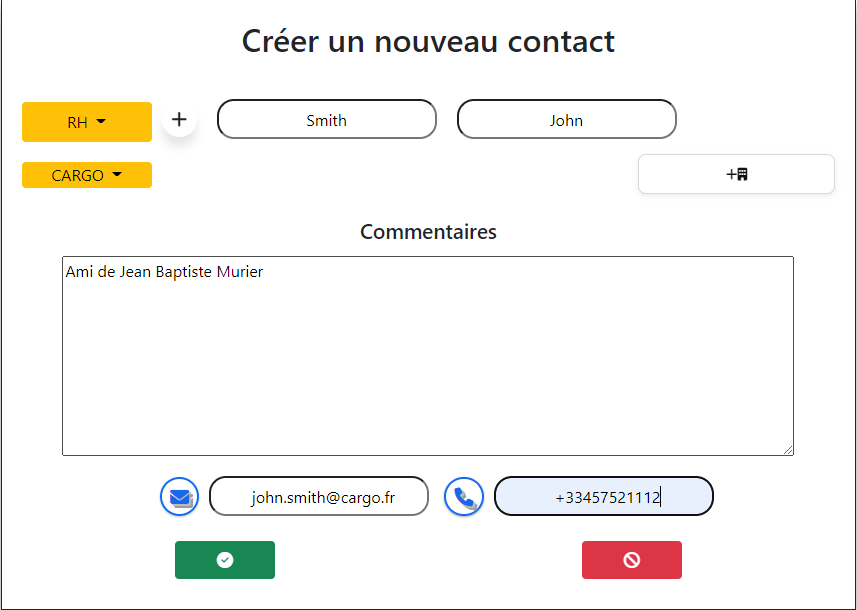 Créer un nouveau contact
RH
+
Smith
John
CARGO
+
Commentaires
Ami de Jean Baptiste Murier
john.smith@cargo.fr
+33457521112